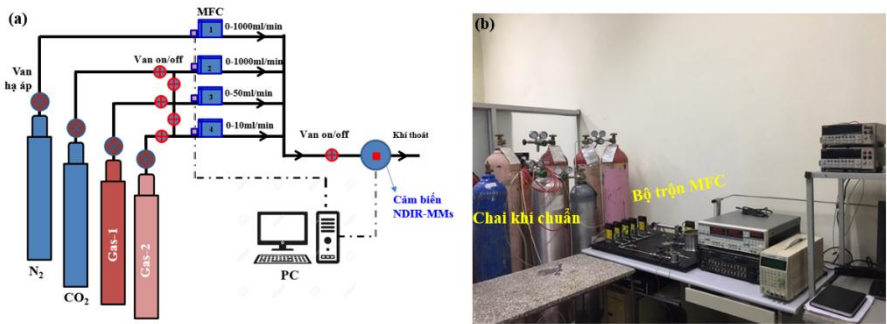 (a)
MFC
1
0-1000ml/min
Van on/off
2
0-1000ml/min
Van
hạ áp
3
0-50ml/min
4
0-10ml/min
Van on/off
Khí thoát
Cảm biến
NDIR-MMs
PC
N2
CO2
Gas-1
Gas-2
(b)
Bộ trộn MFC
Chai khí chuẩn